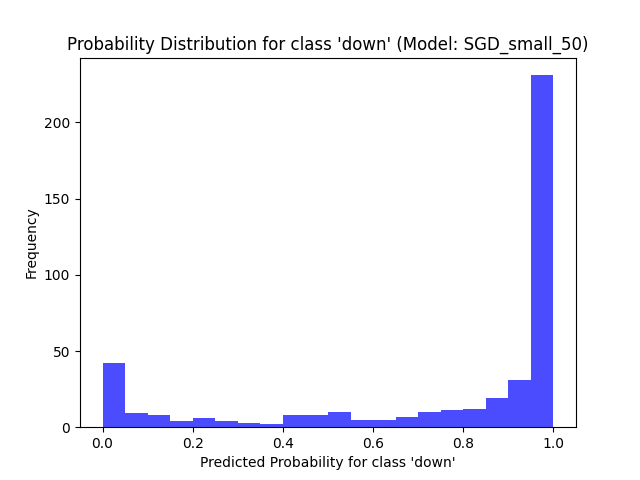 Probability Distribution for class 'down' (Model: SGD_small_50)
200
150
100
50
0
Frequency
0.0 0.2 0.4 0.6 0.8 1.0
Predicted Probability for class 'down'